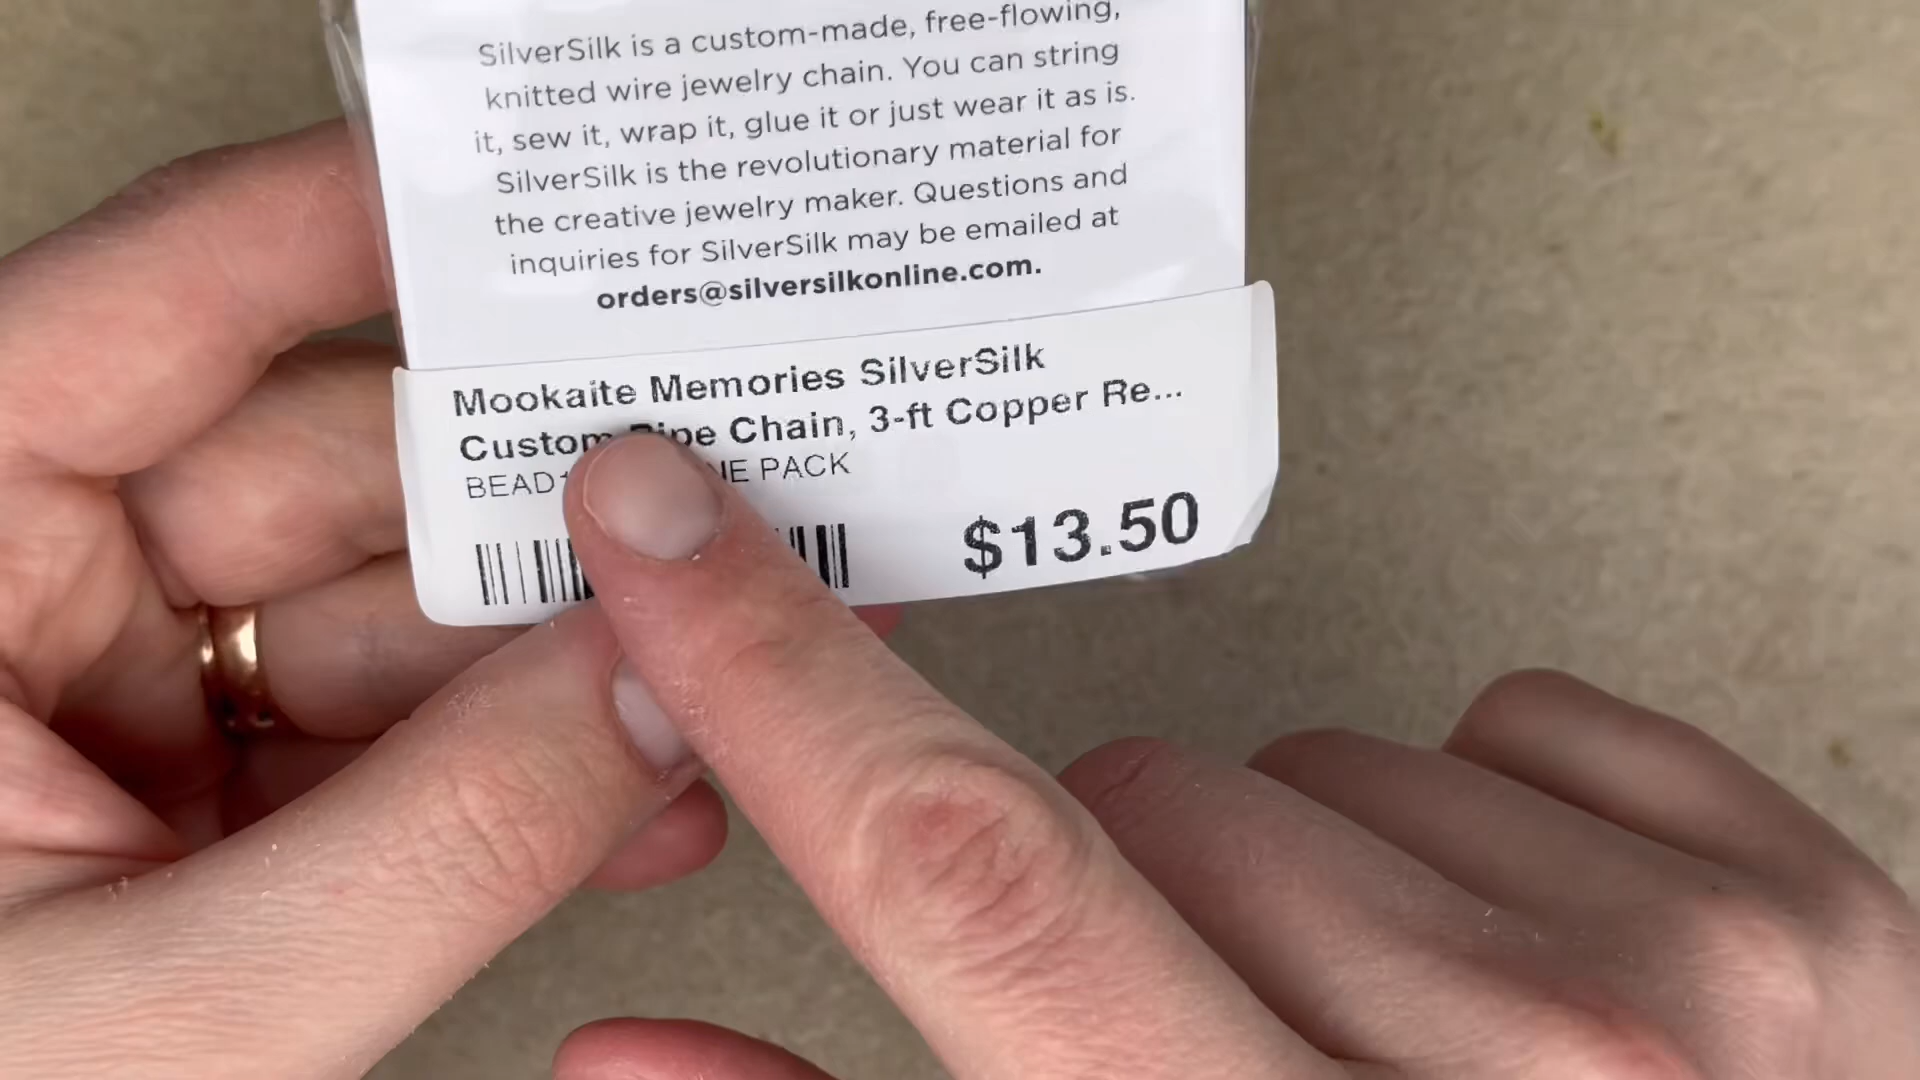 SilverSilk is a custom-made, free-flowing,
knitted wire jewelry chain. You can string
it, sew it, wrap it, glue it or just wear it as is.
SilverSilk is the revolutionary material for
the creative jewelry maker. Questions and
inquiries for SilverSilk may be emailed at
orders@silversilkonline.com.
Mookaite Memories SilverSilk
Chain, 3-ft Copper Re...
PACK
$13.50